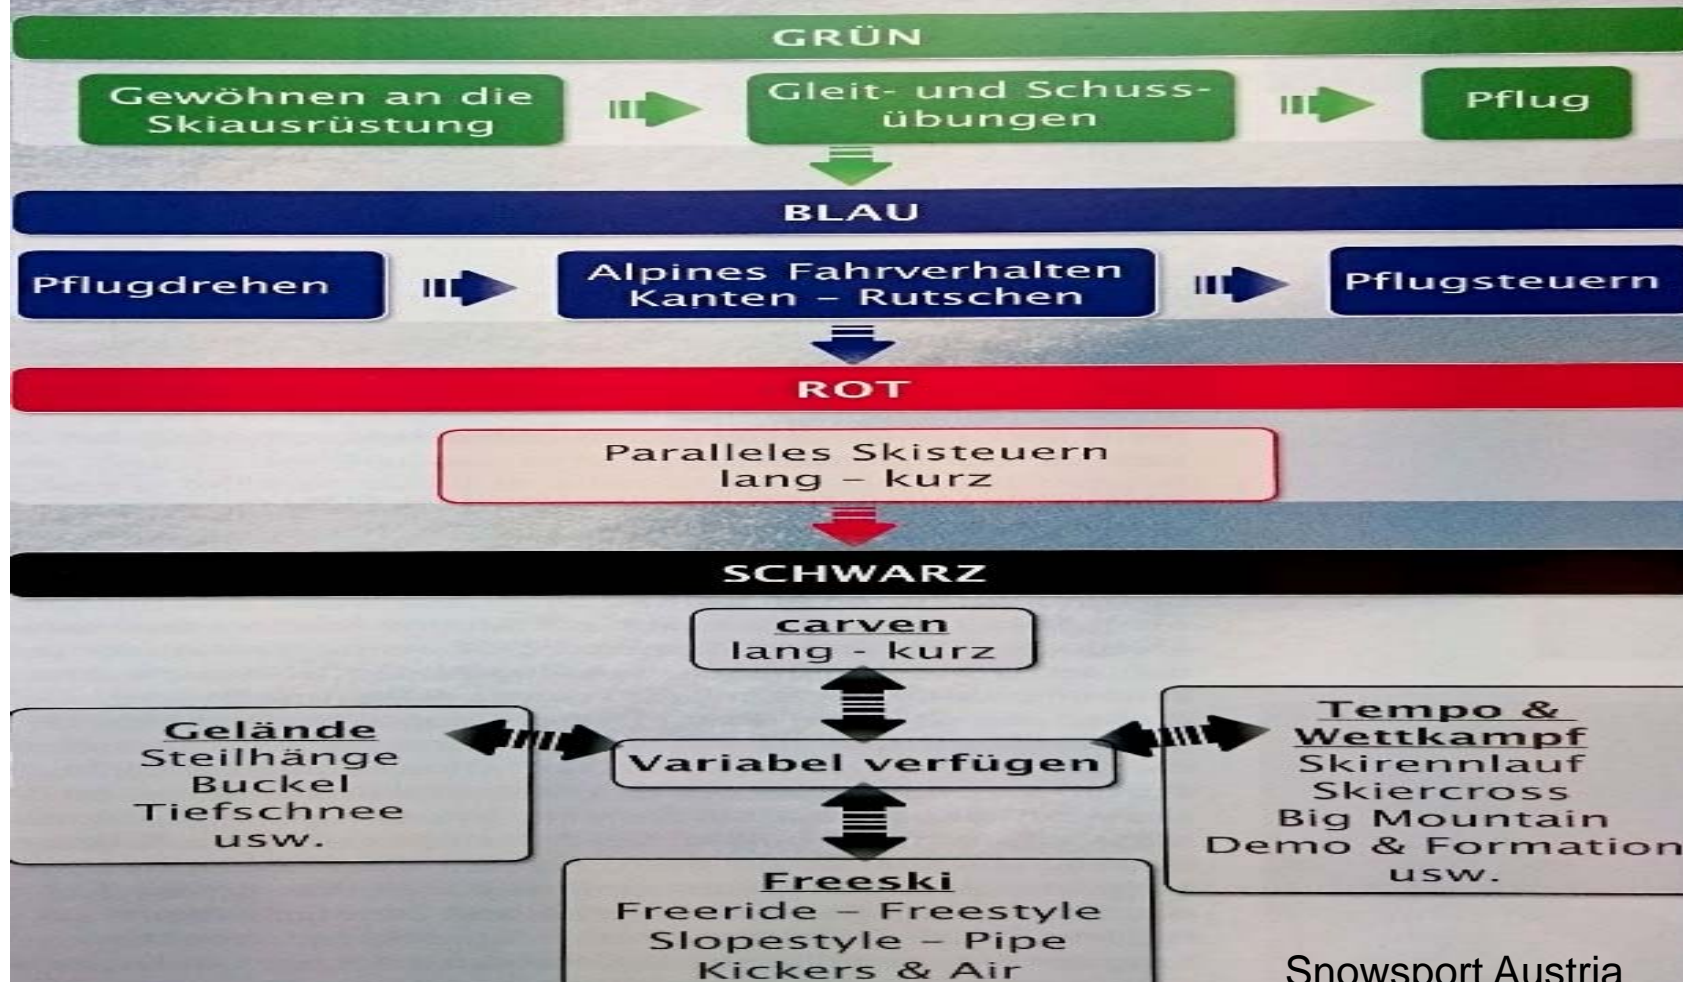 GRÜN
Gewöhnen an die
Skiausrüstung
Gleit- und Schuss-
übungen
Pflug
BLAU
Pflugdrehen
Alpines Fahrverhalten
Kanten – Rutschen
Pflugsteuern
ROT
Paralleles Skisteuern
lang – kurz
SCHWARZ
carven
lang - kurz
Gelände
Steilhänge
Buckel
Tiefschnee
usw.
Variabel verfügen
Tempo &
Wettkampf
Skirennlauf
Skiercross
Big Mountain
Demo & Formation
usw.
Freeski
Freeride – Freestyle
Slopestyle – Pipe
Kickers & Air
Snowsport Austria